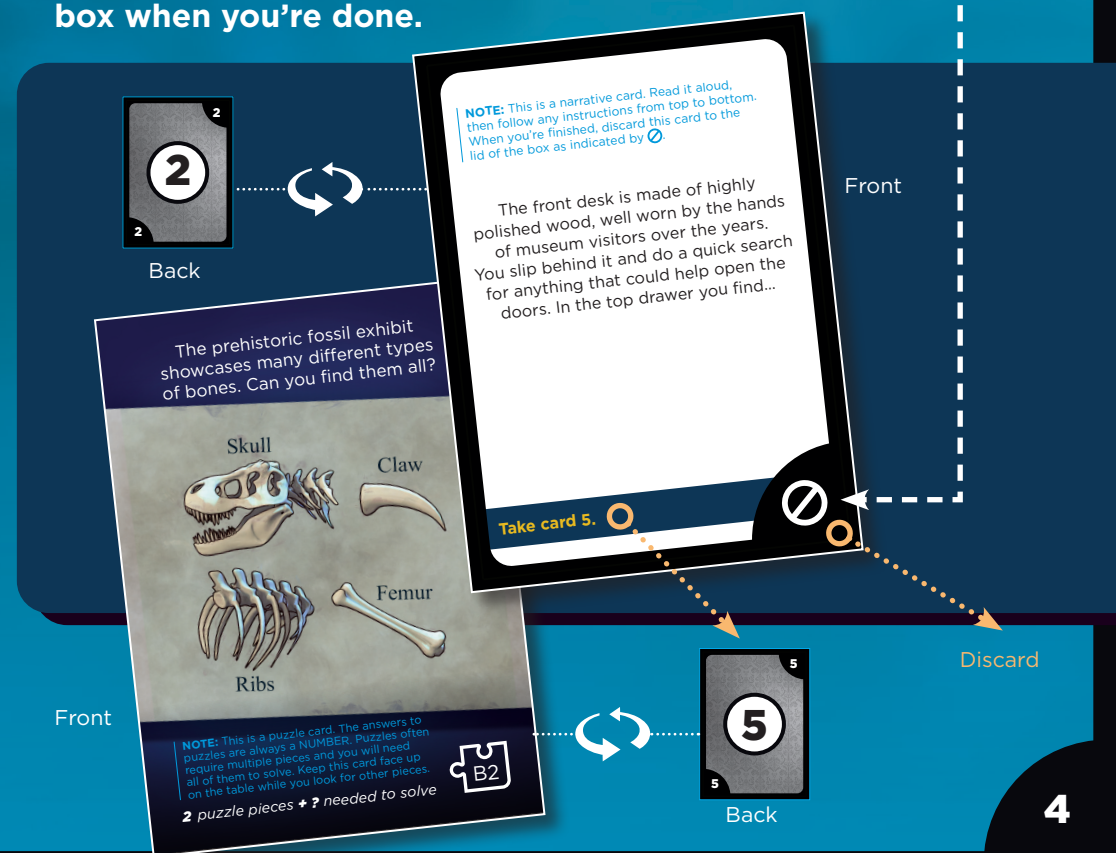 box when you're done.
2
2
2
Back
NOTE: This is a narrative card. Read it aloud,
then follow any instructions from top to bottom.
When you're finished, discard this card to the
lid of the box as indicated by
.
The front desk is made of highly
polished wood, well worn by the hands
of museum visitors over the years.
You slip behind it and do a quick search
for anything that could help open the
doors. In the top drawer you find...
Take card 5.
Front
The prehistoric fossil exhibit
showcases many different types
of bones. Can you find them all?
Skull
Claw
Femur
Ribs
NOTE: This is a puzzle card. The answers to
puzzles are always a NUMBER. Puzzles often
require multiple pieces and you will need
all of them to solve. Keep this card face up
on the table while you look for other pieces.
2 puzzle pieces + ? needed to solve
B2
Front
5
5
5
Back
Discard
4